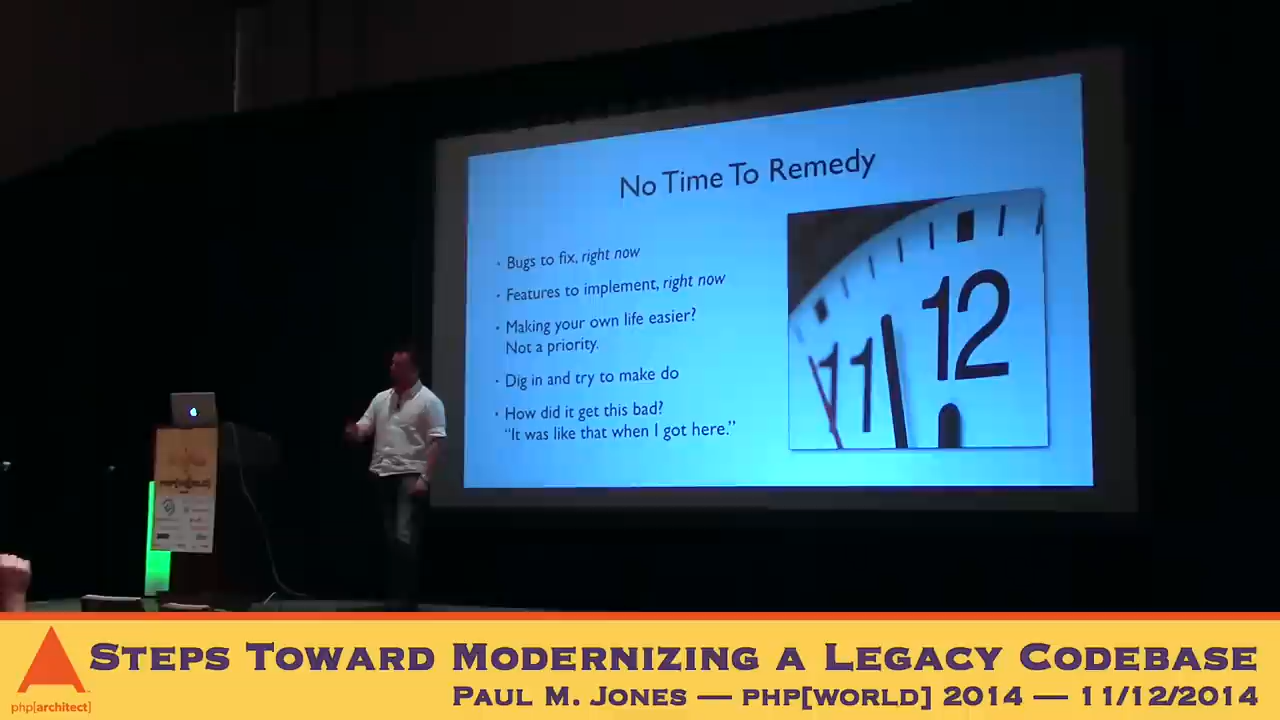 No Time To Remedy
• Bugs to fix, right now
• Features to implement, right now
• Making your own life easier?
Not a priority.
• Dig in and try to make do
• How did it get this bad?
“It was like that when I got here.”
11
12
php[world]
Steps Toward Modernizing a Legacy Codebase
Paul M. Jones — php[world] 2014 — 11/12/2014
php[architect]